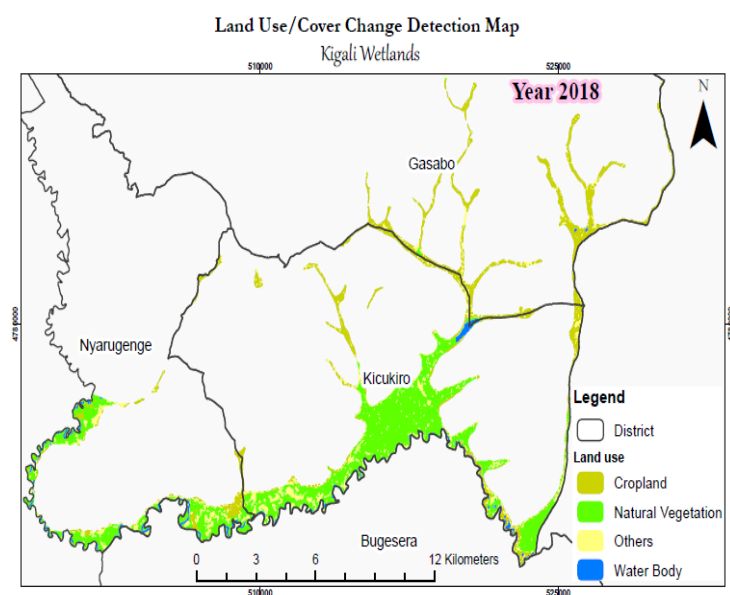 Land Use/Cover Change Detection Map
Kigali Wetlands
510000
525000
Year 2018
N
Gasabo
Nyarugenge
Kicukiro
Legend
District
Land use
Cropland
Natural Vegetation
Others
Water Body
Bugesera
0 3 6 12 Kilometers
510000
525000